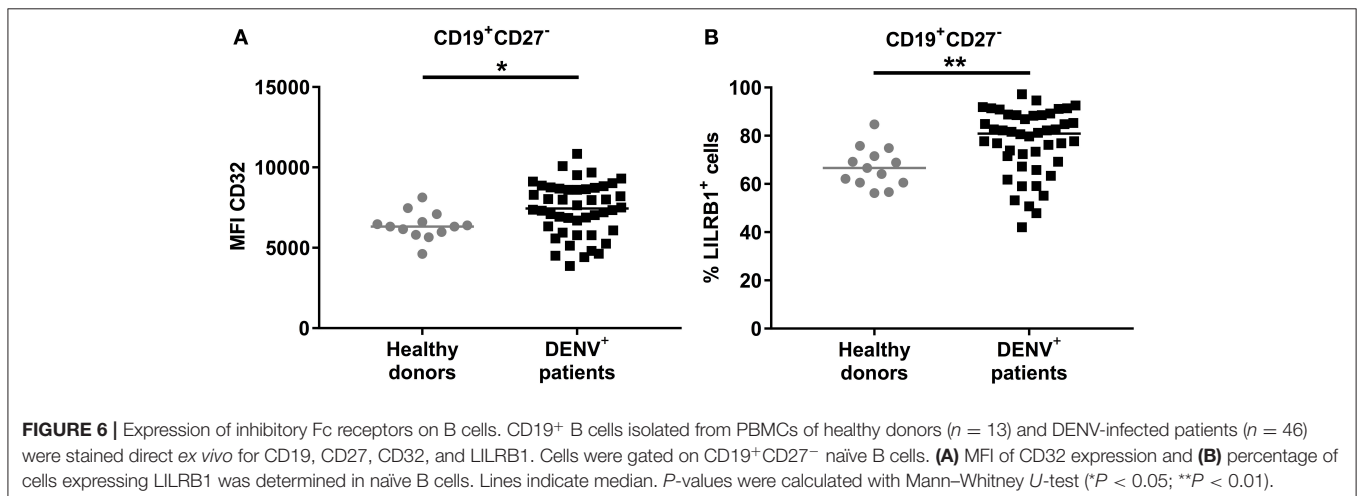 A
CD19⁺CD27⁻
*
MFI CD32
15000
10000
5000
0
Healthy donors
DENV⁺ patients
B
CD19⁺CD27⁻
**
% LILRB1⁺ cells
100
80
60
40
20
0
Healthy donors
DENV⁺ patients
FIGURE 6 | Expression of inhibitory Fc receptors on B cells. CD19⁺ B cells isolated from PBMCs of healthy donors (n = 13) and DENV-infected patients (n = 46)
were stained direct ex vivo for CD19, CD27, CD32, and LILRB1. Cells were gated on CD19⁺CD27⁻ naïve B cells. (A) MFI of CD32 expression and (B) percentage of
cells expressing LILRB1 was determined in naïve B cells. Lines indicate median. P-values were calculated with Mann–Whitney U-test (*P < 0.05; **P < 0.01).